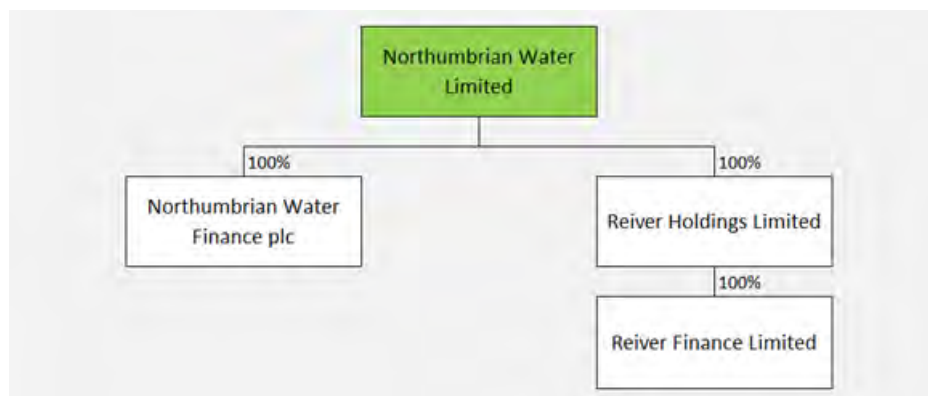 Northumbrian Water
Limited
100%
100%
Northumbrian Water
Finance plc
Reiver Holdings Limited
100%
Reiver Finance Limited